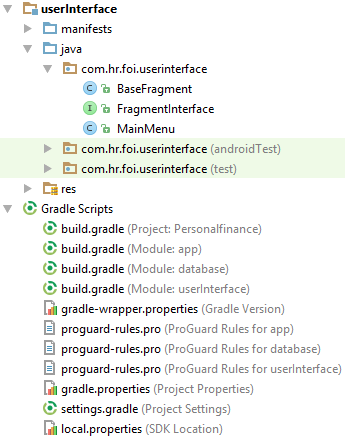 userInterface
manifests
java
com.hr.foi.userinterface
C BaseFragment
I FragmentInterface
C MainMenu
com.hr.foi.userinterface (androidTest)
com.hr.foi.userinterface (test)
res
Gradle Scripts
build.gradle (Project: Personalfinance)
build.gradle (Module: app)
build.gradle (Module: database)
build.gradle (Module: userInterface)
gradle-wrapper.properties (Gradle Version)
proguard-rules.pro (ProGuard Rules for app)
proguard-rules.pro (ProGuard Rules for database)
proguard-rules.pro (ProGuard Rules for userInterface)
gradle.properties (Project Properties)
settings.gradle (Project Settings)
local.properties (SDK Location)